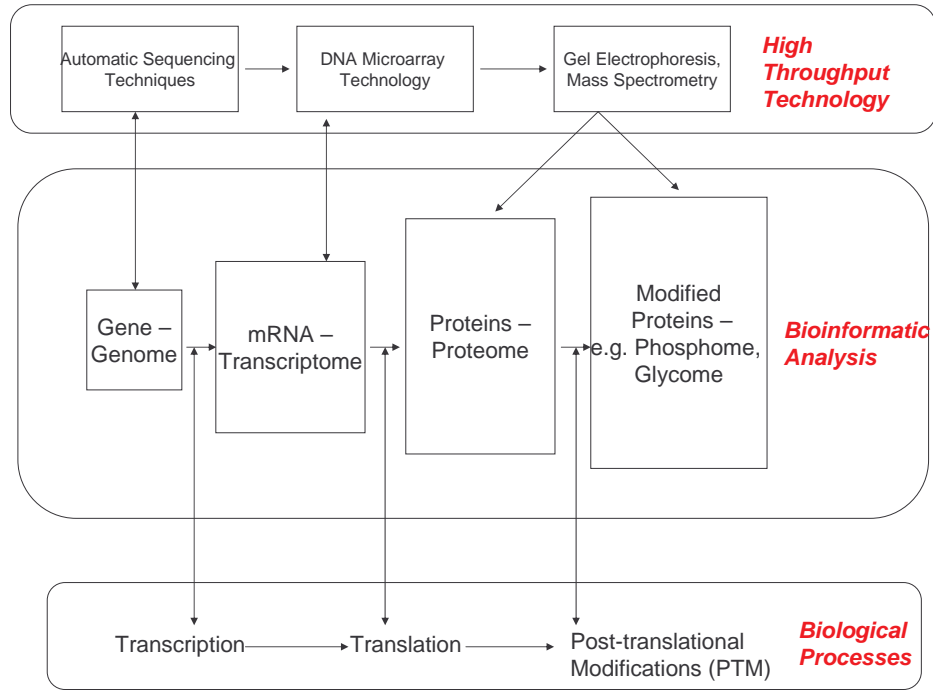 Automatic Sequencing
Techniques
DNA Microarray
Technology
Gel Electrophoresis,
Mass Spectrometry
High
Throughput
Technology
Gene –
Genome
mRNA –
Transcriptome
Proteins –
Proteome
Modified
Proteins –
e.g. Phosphome,
Glycome
Bioinformatic
Analysis
Transcription
Translation
Post-translational
Modifications (PTM)
Biological
Processes